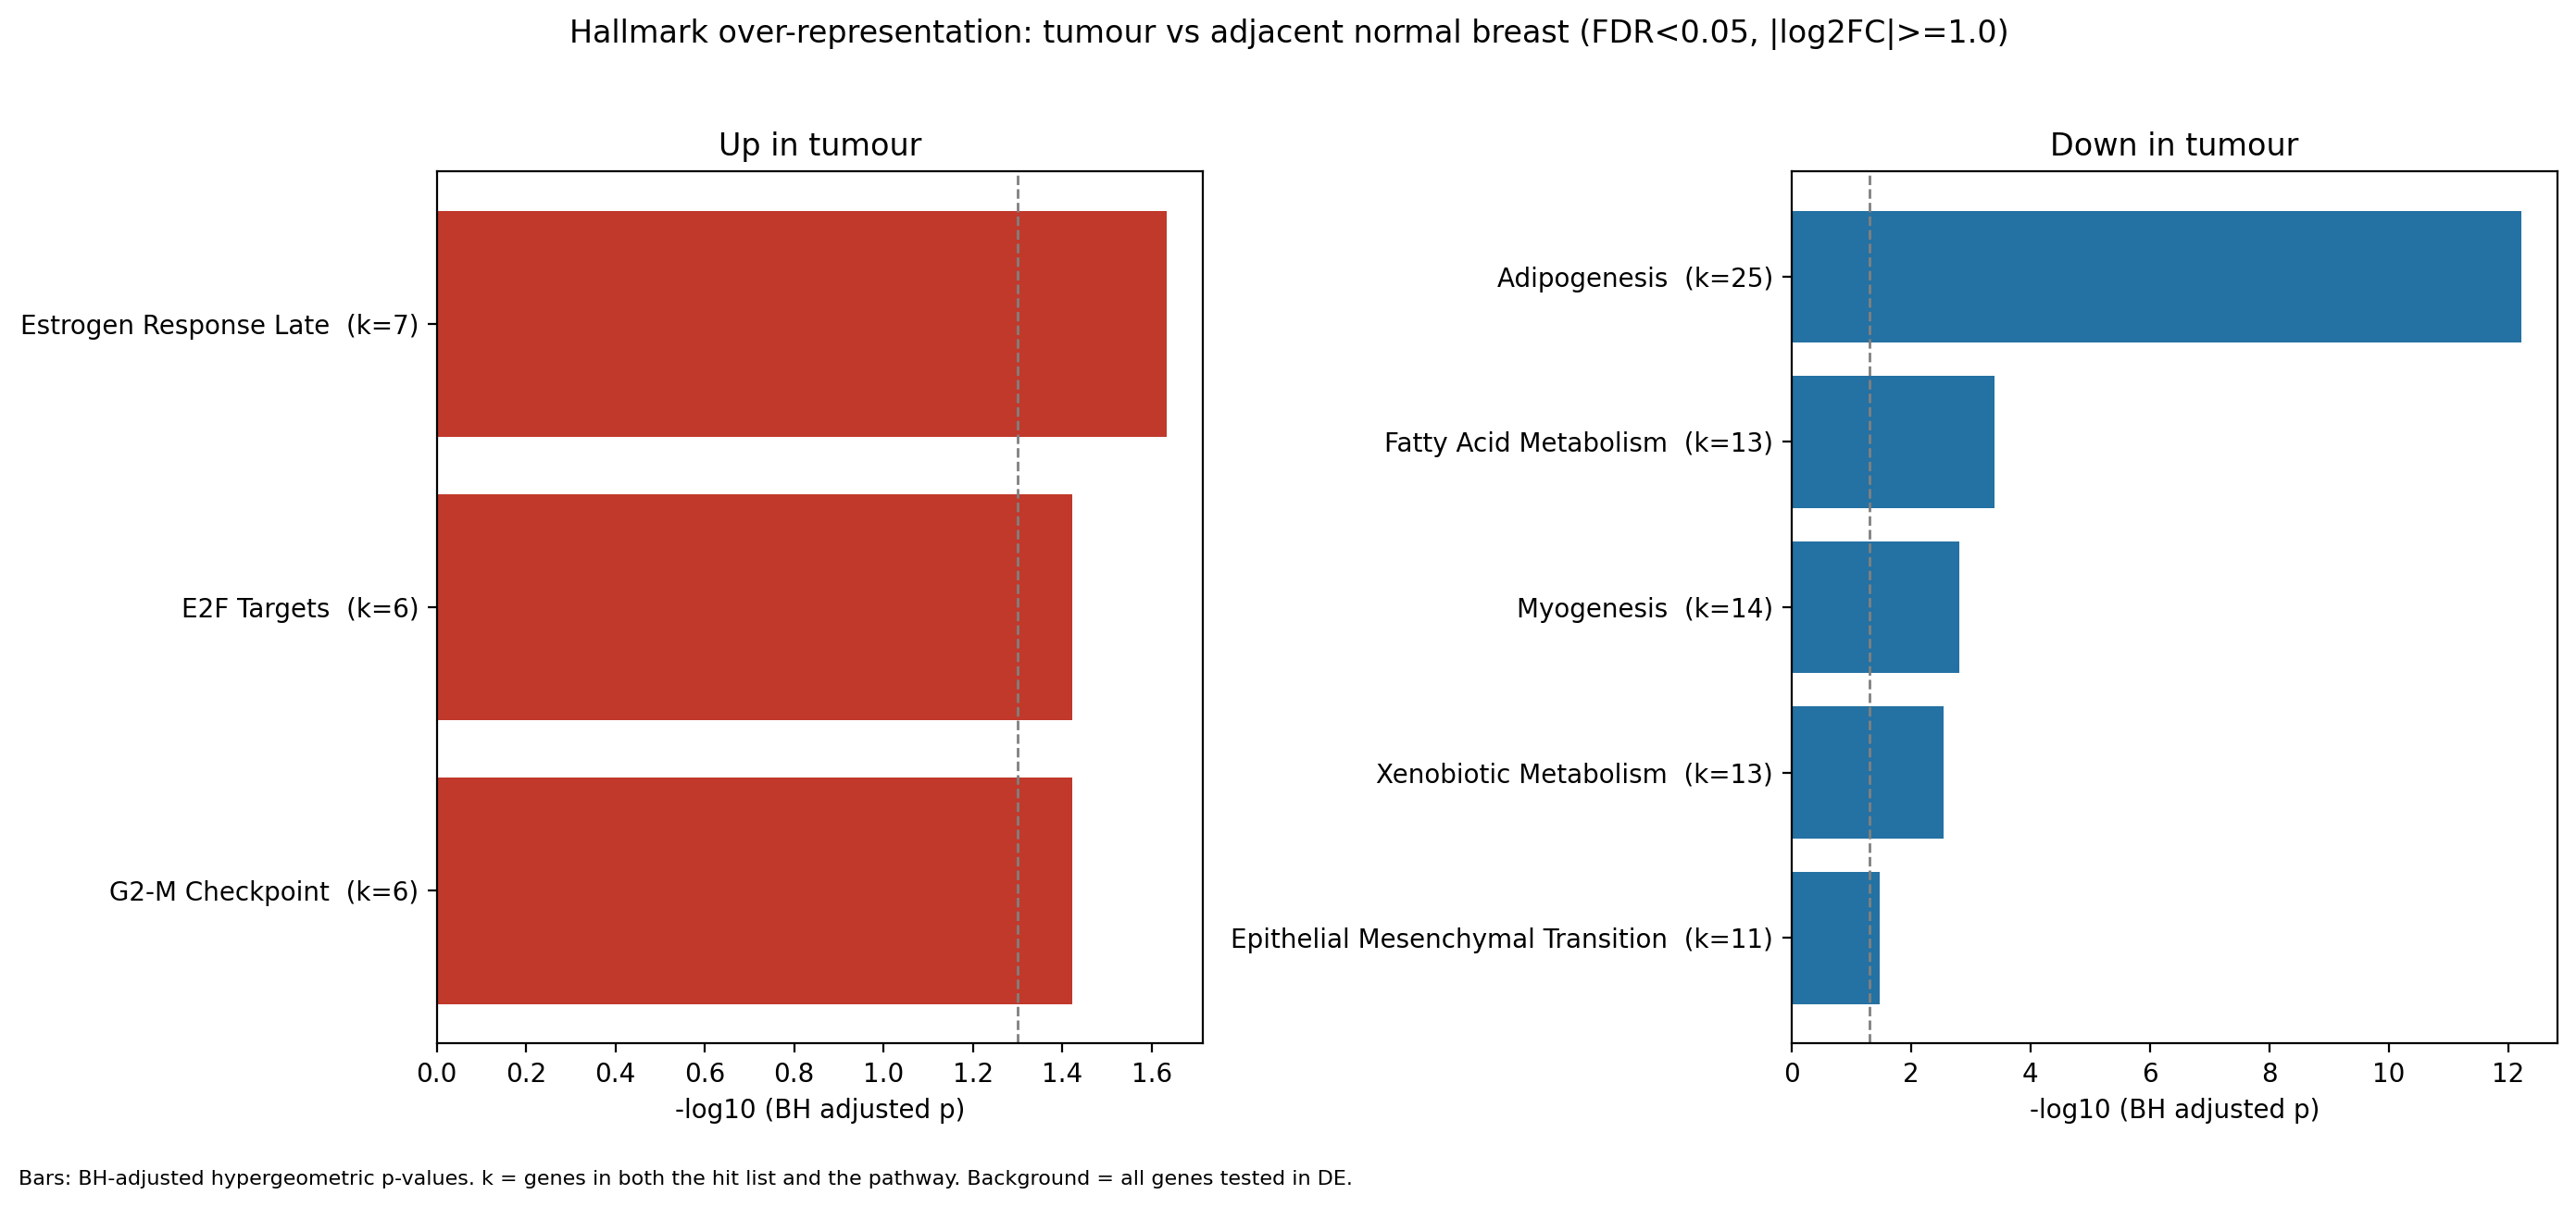 Hallmark over-representation: tumour vs adjacent normal breast (FDR<0.05, |log2FC|>=1.0)
Up in tumour
Estrogen Response Late  (k=7)
E2F Targets  (k=6)
G2-M Checkpoint  (k=6)
0.0 0.2 0.4 0.6 0.8 1.0 1.2 1.4 1.6
-log10 (BH adjusted p)
Down in tumour
Adipogenesis  (k=25)
Fatty Acid Metabolism  (k=13)
Myogenesis  (k=14)
Xenobiotic Metabolism  (k=13)
Epithelial Mesenchymal Transition  (k=11)
0 2 4 6 8 10 12
-log10 (BH adjusted p)
Bars: BH-adjusted hypergeometric p-values. k = genes in both the hit list and the pathway. Background = all genes tested in DE.